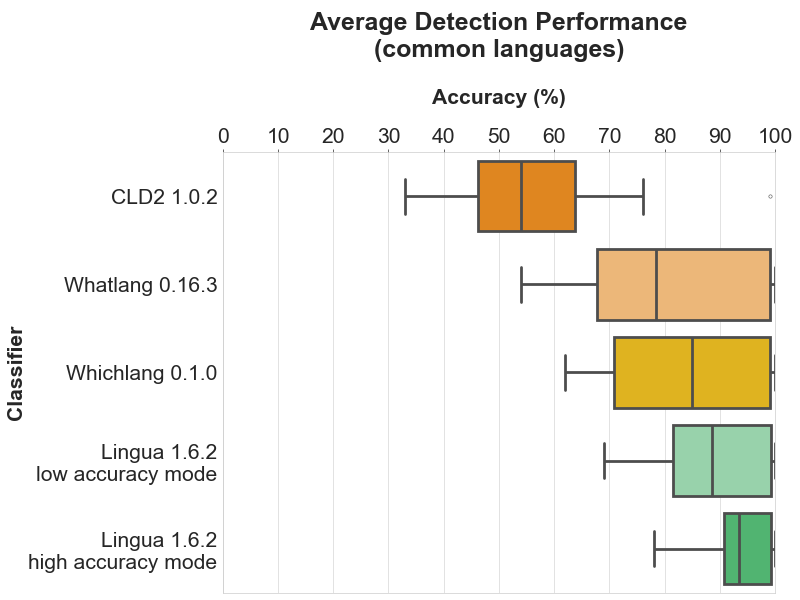 Average Detection Performance
(common languages)
Accuracy (%)
0 10 20 30 40 50 60 70 80 90 100
Classifier
CLD2 1.0.2
Whatlang 0.16.3
Whichlang 0.1.0
Lingua 1.6.2
low accuracy mode
Lingua 1.6.2
high accuracy mode